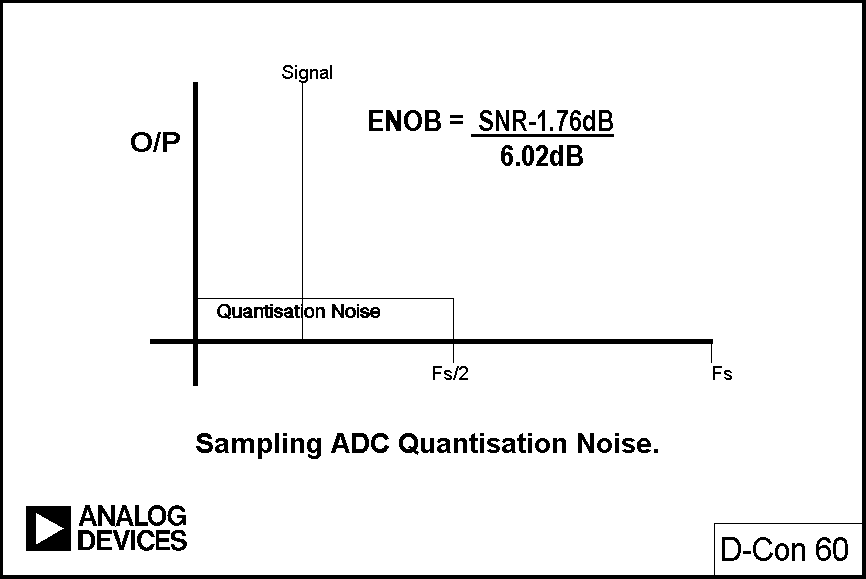 Signal
O/P
ENOB = SNR-1.76dB
6.02dB
Quantisation Noise
Fs/2
Fs
Sampling ADC Quantisation Noise.
ANALOG
DEVICES
D-Con 60